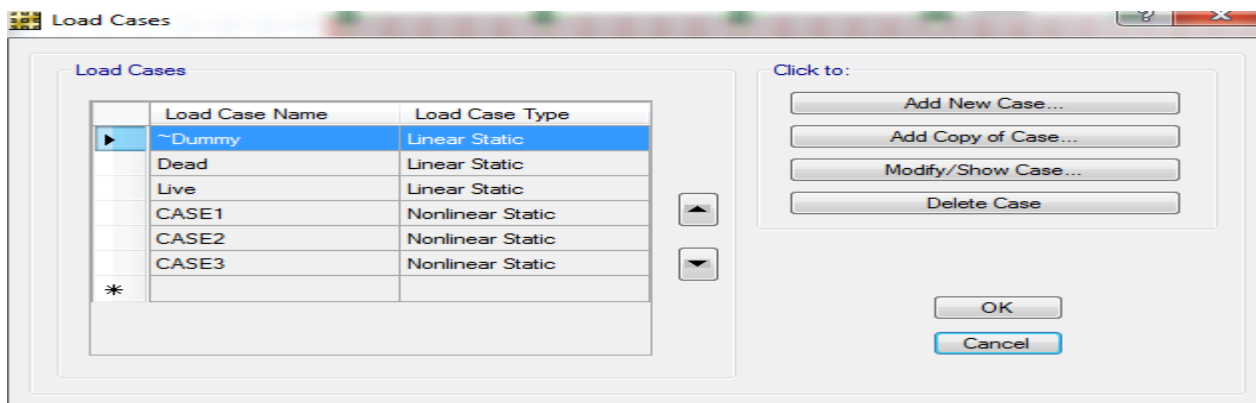 Load Cases
Load Cases
Load Case Name Load Case Type
~Dummy Linear Static
Dead Linear Static
Live Linear Static
CASE1 Nonlinear Static
CASE2 Nonlinear Static
CASE3 Nonlinear Static
*
Click to:
Add New Case...
Add Copy of Case...
Modify/Show Case...
Delete Case
OK
Cancel